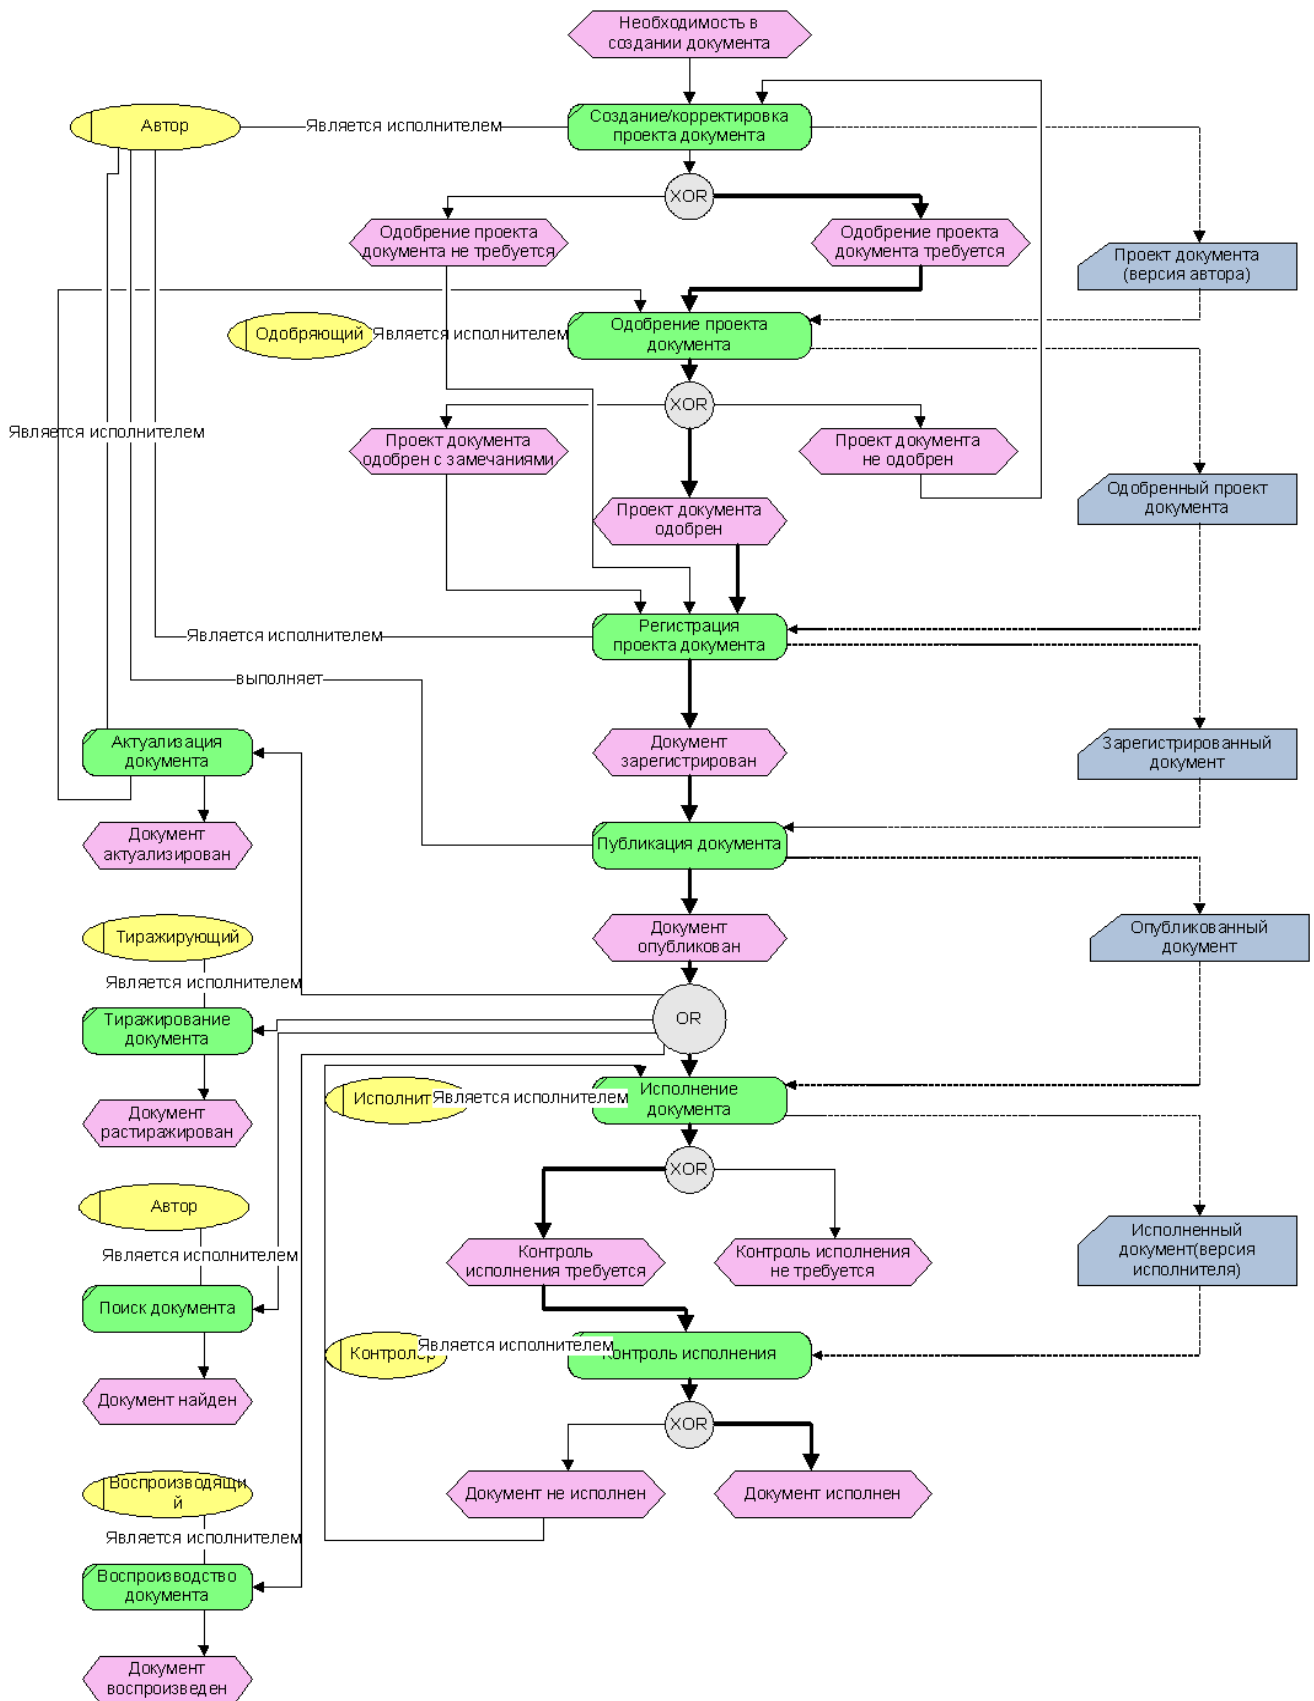 Необходимость в
создании документа
Автор
Является исполнителем
Создание/корректировка
проекта документа
XOR
Одобрение проекта
документа не требуется
Одобрение проекта
документа требуется
Проект документа
(версия автора)
Одобряющий
Является исполнителем
Одобрение проекта
документа
XOR
Является исполнителем
Проект документа
одобрен с замечаниями
Проект документа
не одобрен
Одобренный проект
документа
Проект документа
одобрен
Является исполнителем
Регистрация
проекта документа
выполняет
Актуализация
документа
Документ
зарегистрирован
Зарегистрированный
документ
Документ
актуализирован
Публикация документа
Тиражирующий
Документ
опубликован
Опубликованный
документ
Является исполнителем
Тиражирование
документа
OR
Исполнит
Является исполнителем
Исполнение
документа
Документ
растиражирован
XOR
Автор
Является исполнителем
Контроль
исполнения требуется
Контроль исполнения
не требуется
Исполненный
документ(версия
исполнителя)
Поиск документа
Является исполнителем
Контроль исполнения
Документ найден
XOR
Воспроизводящи
й
Документ не исполнен
Документ исполнен
Является исполнителем
Воспроизводство
документа
Документ
воспроизведен